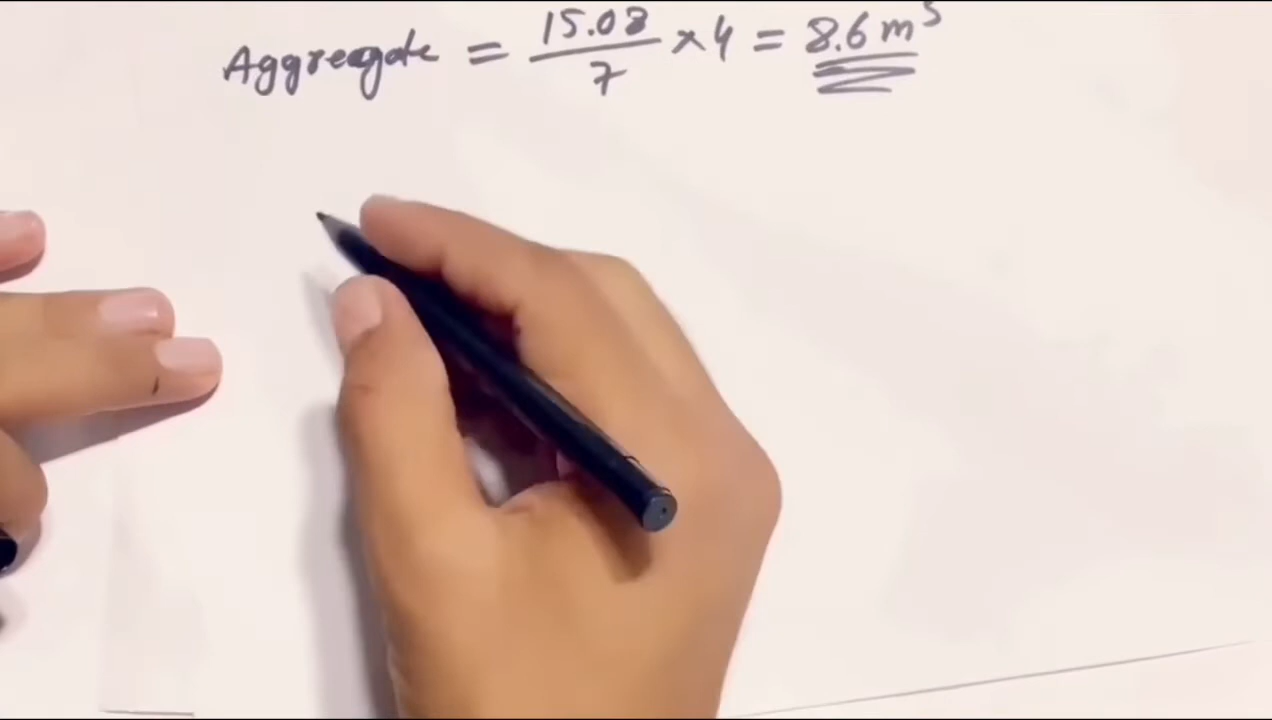 Aggregate = 15.08/7 × 4 = 8.6 m³